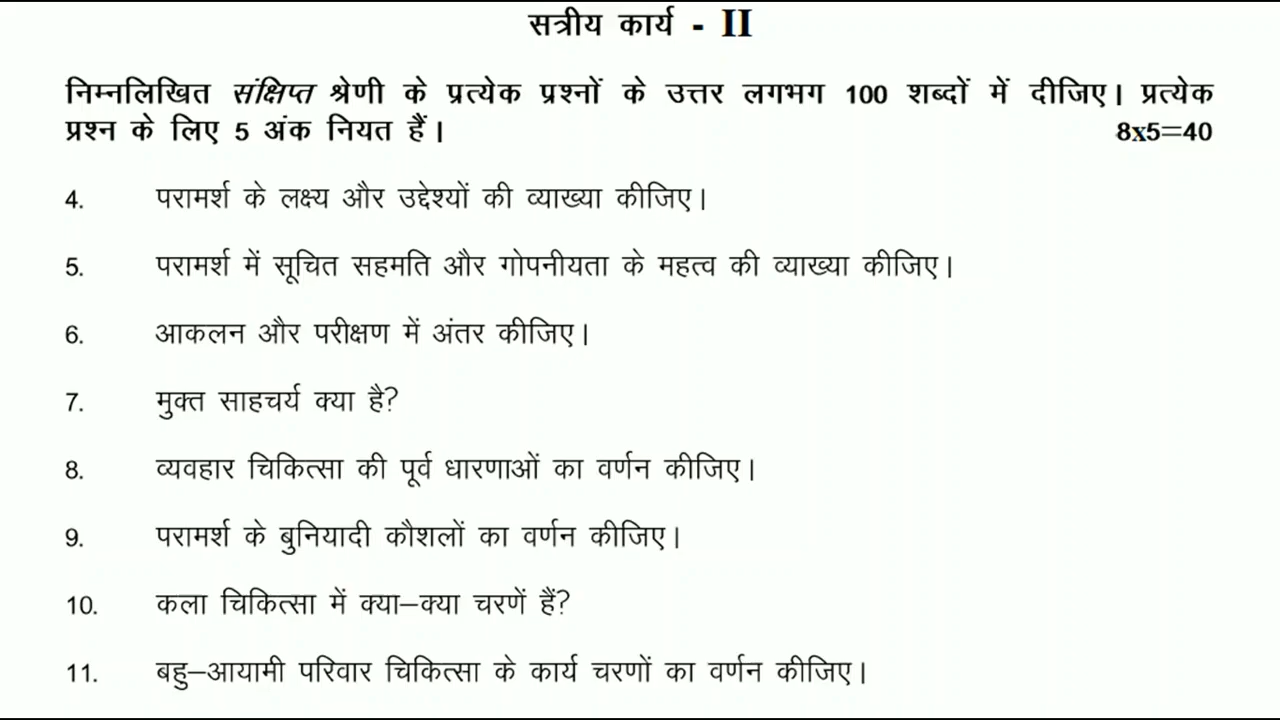 सत्रीय कार्य - II
निम्नलिखित संक्षिप्त श्रेणी के प्रत्येक प्रश्नों के उत्तर लगभग 100 शब्दों में दीजिए। प्रत्येक
प्रश्न के लिए 5 अंक नियत हैं। 8x5=40
4. परामर्श के लक्ष्य और उद्देश्यों की व्याख्या कीजिए।
5. परामर्श में सूचित सहमति और गोपनीयता के महत्व की व्याख्या कीजिए।
6. आकलन और परीक्षण में अंतर कीजिए।
7. मुक्त साहचर्य क्या है?
8. व्यवहार चिकित्सा की पूर्व धारणाओं का वर्णन कीजिए।
9. परामर्श के बुनियादी कौशलों का वर्णन कीजिए।
10. कला चिकित्सा में क्या–क्या चरणें हैं?
11. बहु–आयामी परिवार चिकित्सा के कार्य चरणों का वर्णन कीजिए।